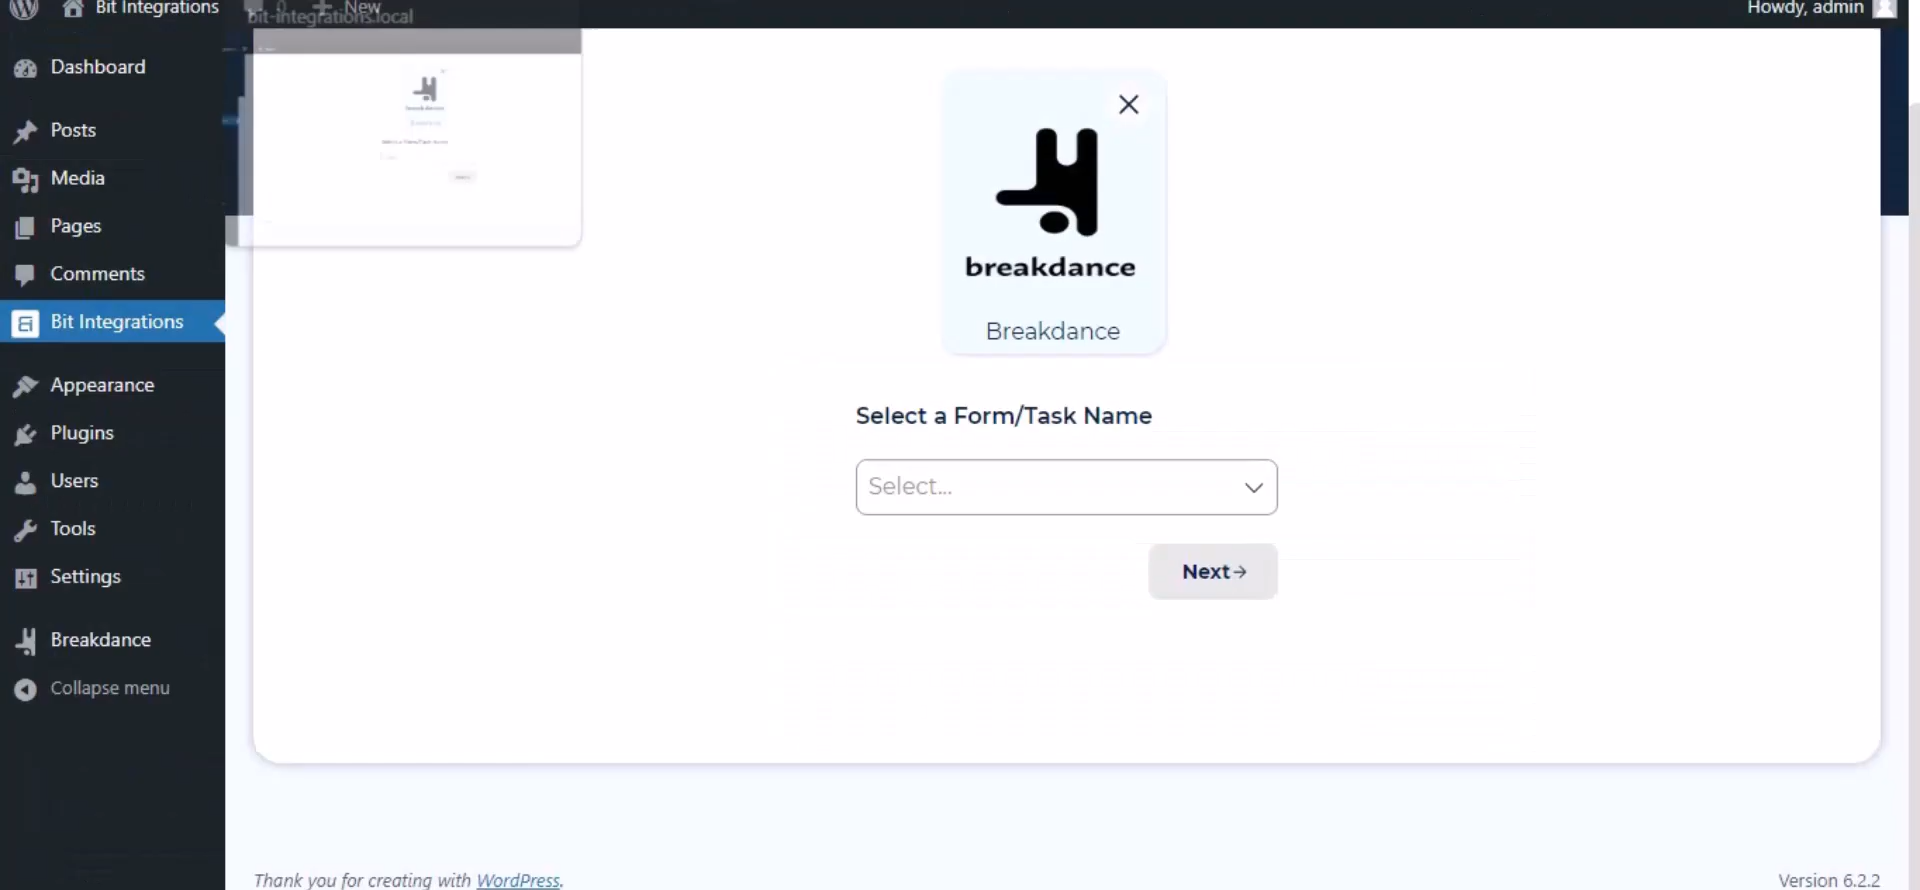 Bit Integrations
New
Howdy, admin
bit-integrations.local
Dashboard
Posts
Media
Pages
Comments
Bit Integrations
Appearance
Plugins
Users
Tools
Settings
Breakdance
Collapse menu
breakdance
Breakdance
Select a Form/Task Name
Select...
Next→
Thank you for creating with WordPress.
Version 6.2.2